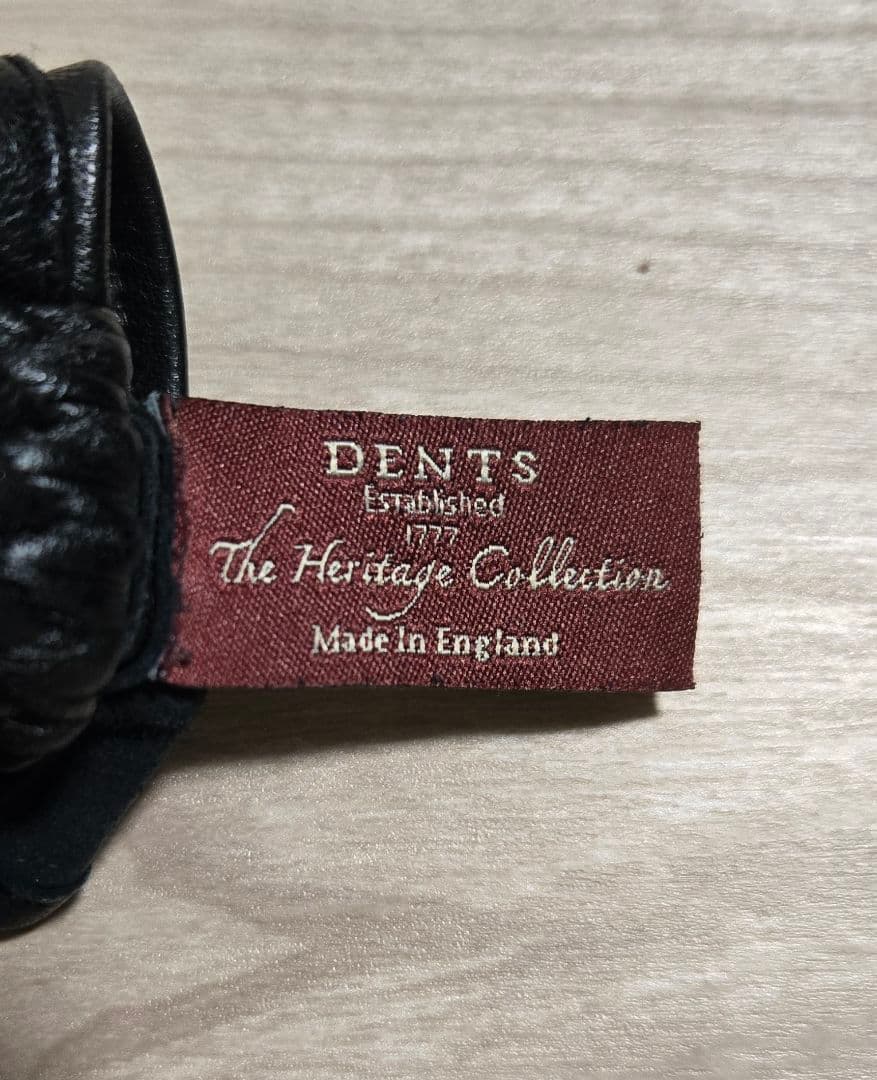 DENTS
Established
1777
The Heritage Collection
Made In England